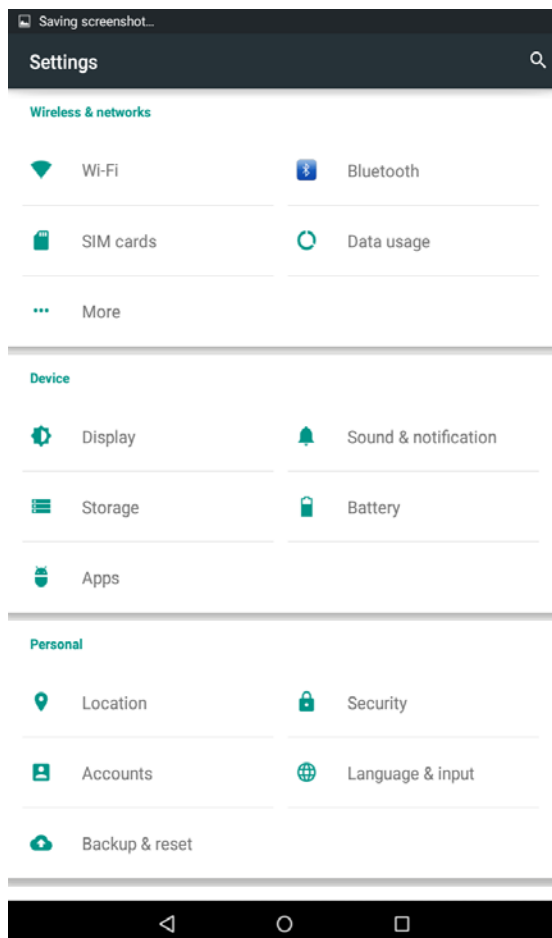 Saving screenshot...
Settings
Wireless & networks
Wi-Fi
Bluetooth
SIM cards
Data usage
More
Device
Display
Sound & notification
Storage
Battery
Apps
Personal
Location
Security
Accounts
Language & input
Backup & reset